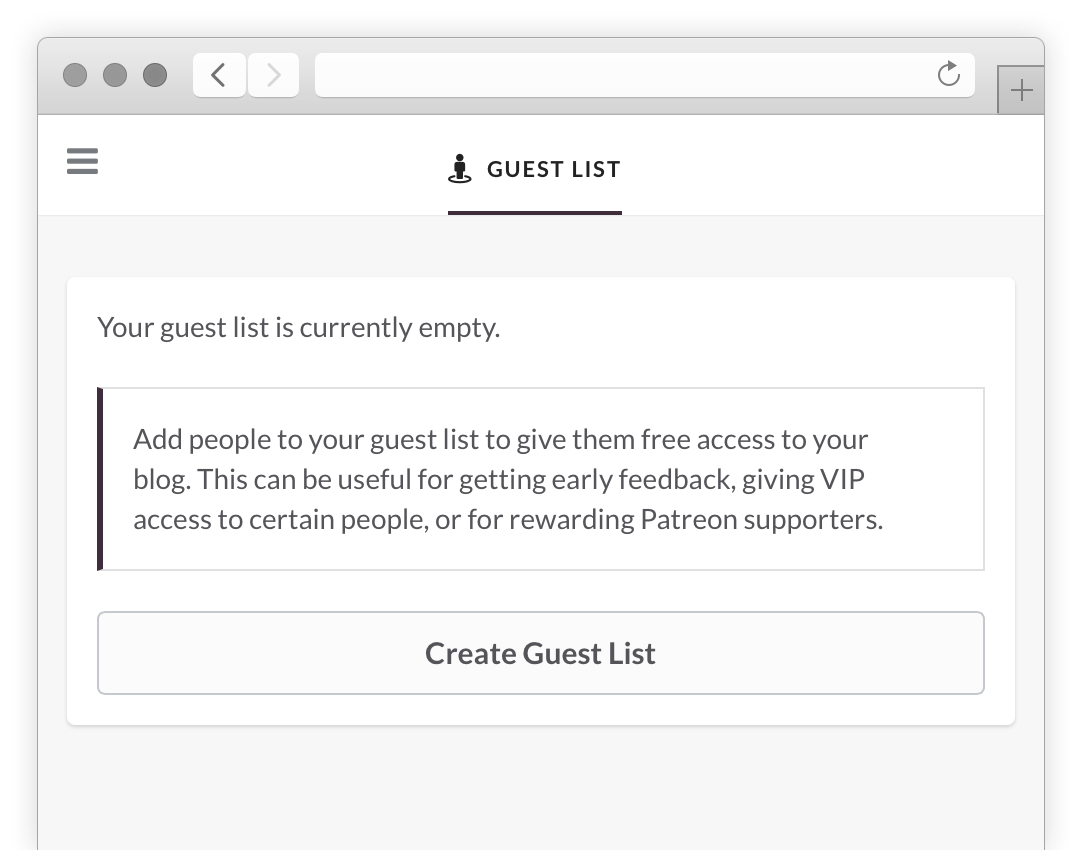 GUEST LIST
Your guest list is currently empty.
Add people to your guest list to give them free access to your
blog. This can be useful for getting early feedback, giving VIP
access to certain people, or for rewarding Patreon supporters.
Create Guest List